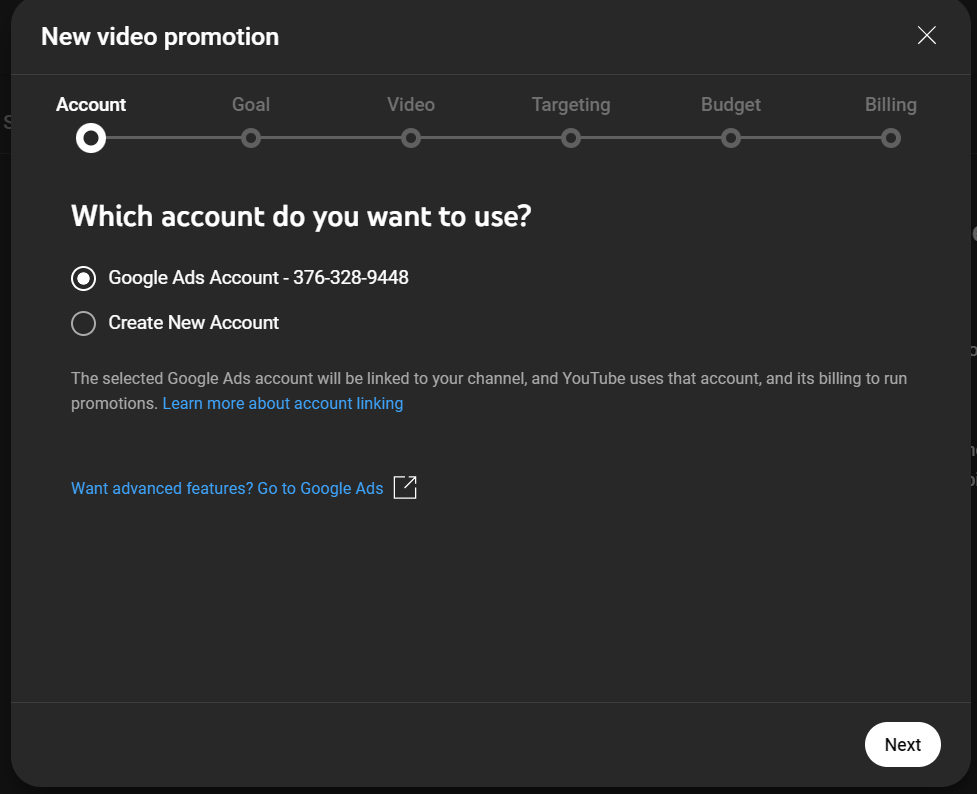 New video promotion
Account
Goal
Video
Targeting
Budget
Billing
Which account do you want to use?
Google Ads Account - 376-328-9448
Create New Account
The selected Google Ads account will be linked to your channel, and YouTube uses that account, and its billing to run
promotions. Learn more about account linking
Want advanced features? Go to Google Ads
Next